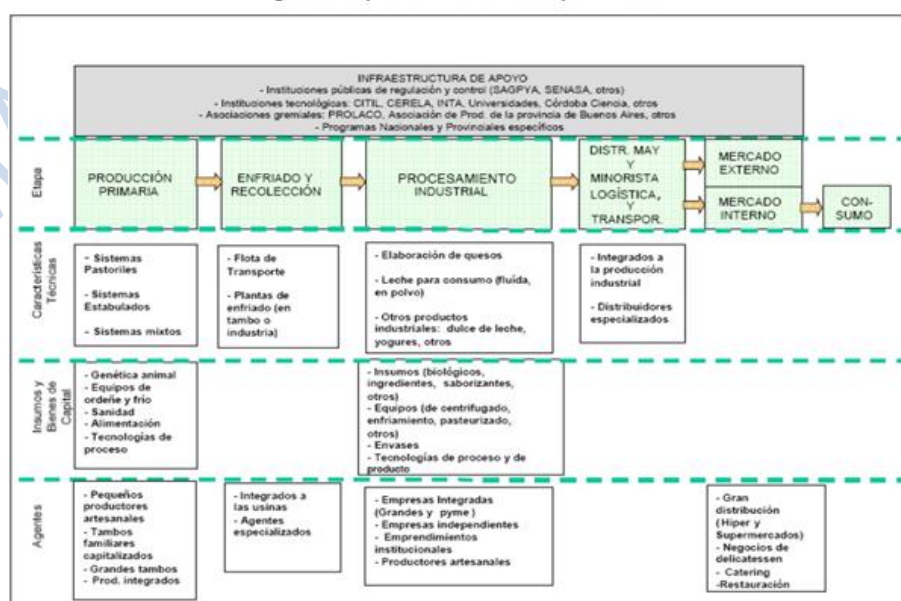 INFRAESTRUCTURA DE APOYO
- Instituciones públicas de regulación y control (SAGPYA, SENASA, otros)
- Instituciones tecnológicas: CITIL, CERELA, INTA, Universidades, Córdoba Ciencia, otros
- Asociaciones gremiales: PROLACO, Asociación de Prod. de la provincia de Buenos Aires, otros
- Programas Nacionales y Provinciales específicos
Etapa
PRODUCCIÓN
PRIMARIA
ENFRIADO Y
RECOLECCIÓN
PROCESAMIENTO
INDUSTRIAL
DISTR. MAY
Y
MINORISTA
LOGÍSTICA,
Y
TRANSPOR.
MERCADO
EXTERNO
MERCADO
INTERNO
CON-
SUMO
Características
Técnicas
- Sistemas
Pastoriles
- Sistemas
Estabulados
- Sistemas mixtos
- Flota de
Transporte
- Plantas de
enfriado (en
tambo o
industria)
- Elaboración de quesos
- Leche para consumo (fluída,
en polvo)
- Otros productos
industriales: dulce de leche,
yogures, otros
- Integrados a
la producción
industrial
- Distribuidores
especializados
Insumos y
Bienes de
Capital
- Genética animal
- Equipos de
ordeñe y frío
- Sanidad
- Alimentación
- Tecnologías de
proceso
- Insumos (biológicos,
ingredientes, saborizantes,
otros)
- Equipos (de centrifugado,
enfriamiento, pasteurizado,
otros)
- Envases
- Tecnologías de proceso y de
producto
Agentes
- Pequeños
productores
artesanales
- Tambos
familiares
capitalizados
- Grandes tambos
- Prod. integrados
- Integrados a
las usinas
- Agentes
especializados
- Empresas Integradas
(Grandes y pyme )
- Empresas independientes
- Emprendimientos
institucionales
- Productores artesanales
- Gran
distribución
(Hiper y
Supermercados)
- Negocios de
delicatessen
- Catering
-Restauración